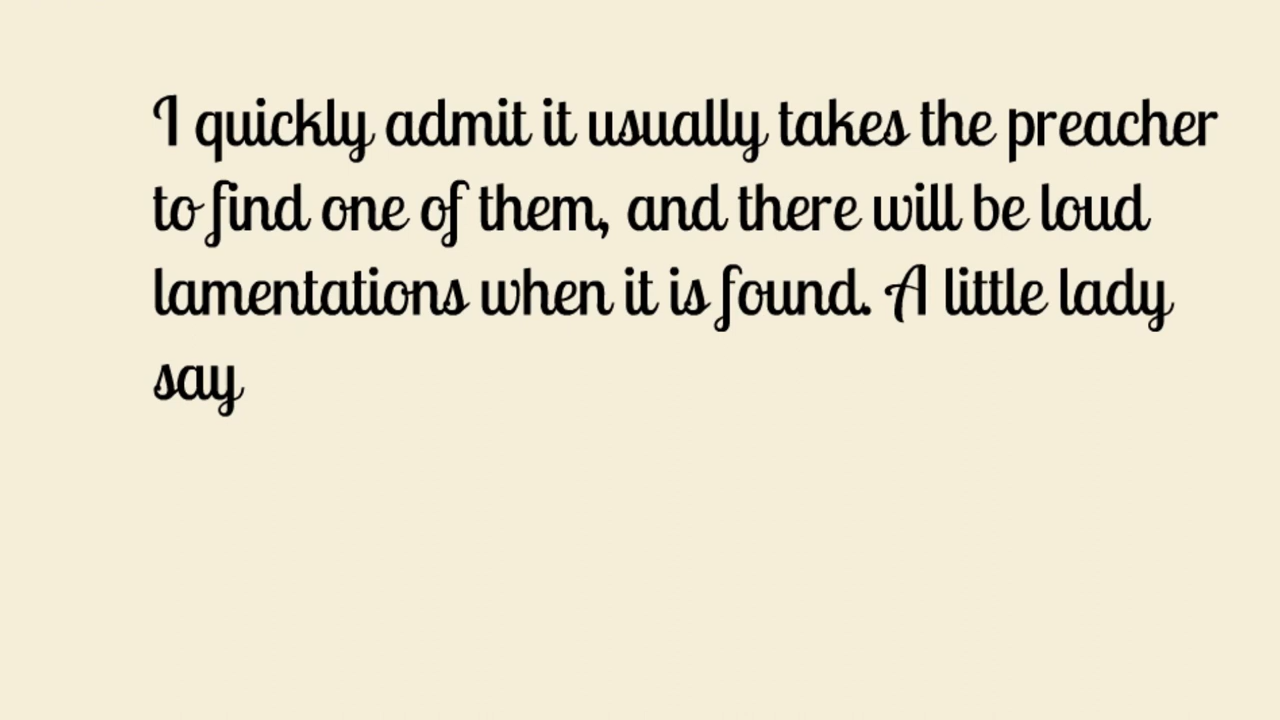 I quickly admit it usually takes the preacher
to find one of them, and there will be loud
lamentations when it is found. A little lady
say